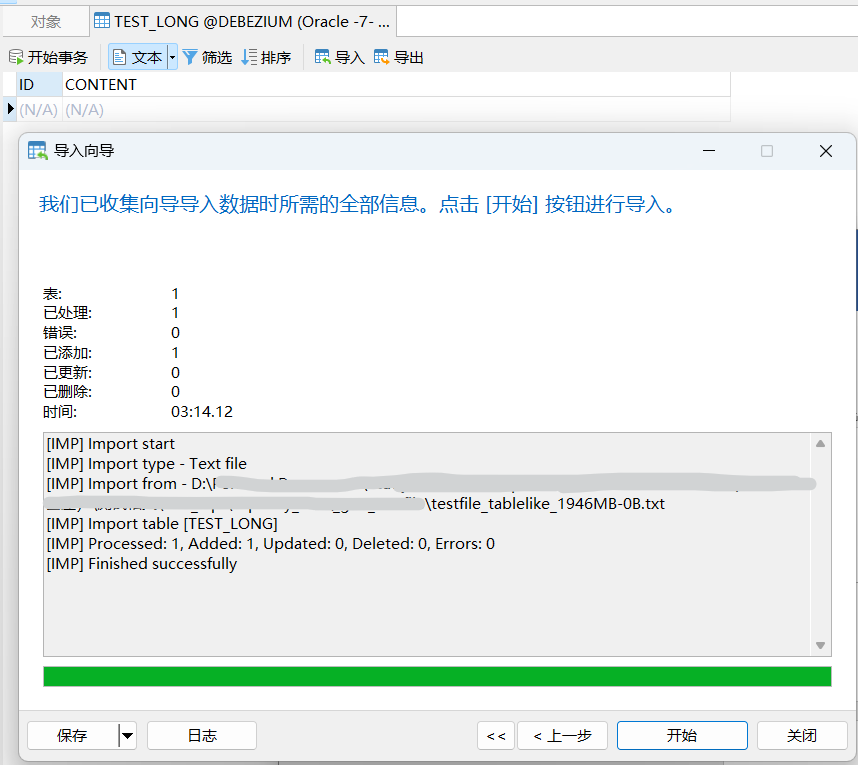 对象
TEST_LONG @DEBEZIUM (Oracle -7- ...
开始事务 文本 筛选 排序 导入 导出
ID CONTENT
(N/A) (N/A)
导入向导
我们已收集向导导入数据时所需的全部信息。点击 [开始] 按钮进行导入。
表: 1
已处理: 1
错误: 0
已添加: 1
已更新: 0
已删除: 0
时间: 03:14.12
[IMP] Import start
[IMP] Import type - Text file
[IMP] Import from - D:\
\testfile_tablelike_1946MB-0B.txt
[IMP] Import table [TEST_LONG]
[IMP] Processed: 1, Added: 1, Updated: 0, Deleted: 0, Errors: 0
[IMP] Finished successfully
保存 日志 << < 上一步 开始 关闭